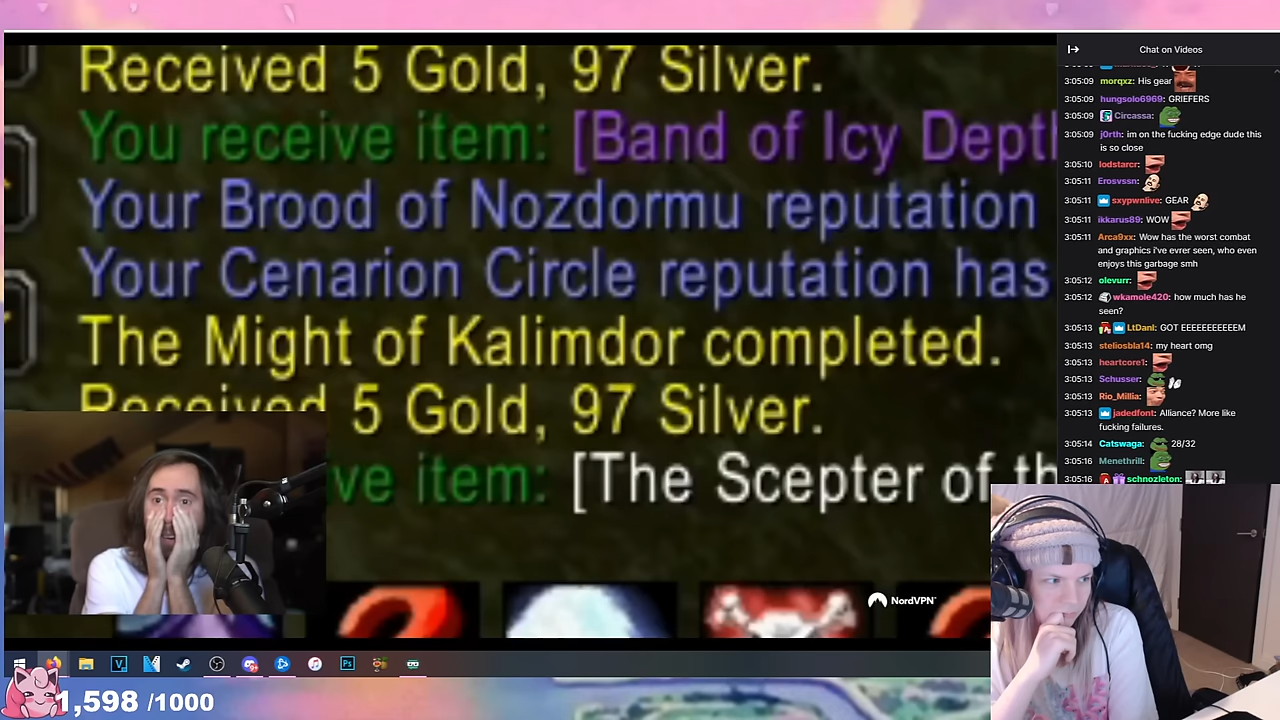 Received 5 Gold, 97 Silver.
You receive item: [Band of Icy Depth
Your Brood of Nozdormu reputation
Your Cenarion Circle reputation has
The Might of Kalimdor completed.
Received 5 Gold, 97 Silver.
ve item: [The Scepter of th
NordVPN
1,598 /1000
Chat on Videos
3:05:09 morqxz: His gear
3:05:09 hungsolo6969: GRIEFERS
3:05:09 Circassa:
3:05:09 j0rth: im on the fucking edge dude this
is so close
3:05:10 lodstarcr:
3:05:11 Erosvssn:
3:05:11 sxypwnlive: GEAR
3:05:11 ikkarus89: WOW
3:05:11 Arca9xx: Wow has the worst combat
and graphics i've evrer seen, who even
enjoys this garbage smh
3:05:12 olevurr:
3:05:12 wkamole420: how much has he
seen?
3:05:13 LtDanl: GOT EEEEEEEEEEM
3:05:13 steliosbla14: my heart omg
3:05:13 heartcore1:
3:05:13 Schusser:
3:05:13 Rio_Millia:
3:05:13 jadedfont: Alliance? More like
fucking failures.
3:05:14 Catswaga: 28/32
3:05:16 Menethrill:
3:05:16 schnozleton: